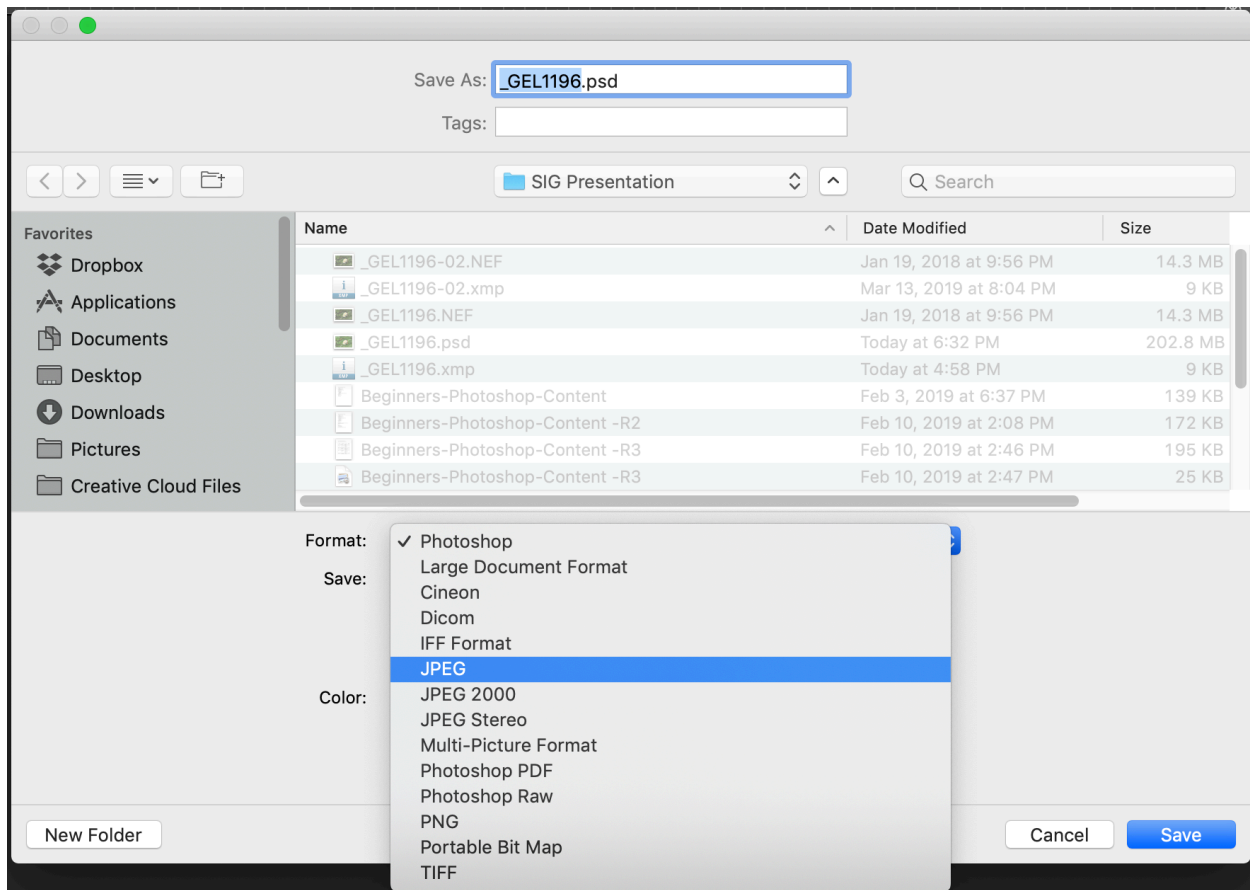 Save As: _GEL1196.psd
Tags:
SIG Presentation
Search
Favorites
Dropbox
Applications
Documents
Desktop
Downloads
Pictures
Creative Cloud Files
Name Date Modified Size
_GEL1196-02.NEF Jan 19, 2018 at 9:56 PM 14.3 MB
_GEL1196-02.xmp Mar 13, 2019 at 8:04 PM 9 KB
_GEL1196.NEF Jan 19, 2018 at 9:56 PM 14.3 MB
_GEL1196.psd Today at 6:32 PM 202.8 MB
_GEL1196.xmp Today at 4:58 PM 9 KB
Beginners-Photoshop-Content Feb 3, 2019 at 6:37 PM 139 KB
Beginners-Photoshop-Content -R2 Feb 10, 2019 at 2:08 PM 172 KB
Beginners-Photoshop-Content -R3 Feb 10, 2019 at 2:46 PM 195 KB
Beginners-Photoshop-Content -R3 Feb 10, 2019 at 2:47 PM 25 KB
Format:
Save:
Color:
Photoshop
Large Document Format
Cineon
Dicom
IFF Format
JPEG
JPEG 2000
JPEG Stereo
Multi-Picture Format
Photoshop PDF
Photoshop Raw
PNG
Portable Bit Map
TIFF
New Folder
Cancel
Save